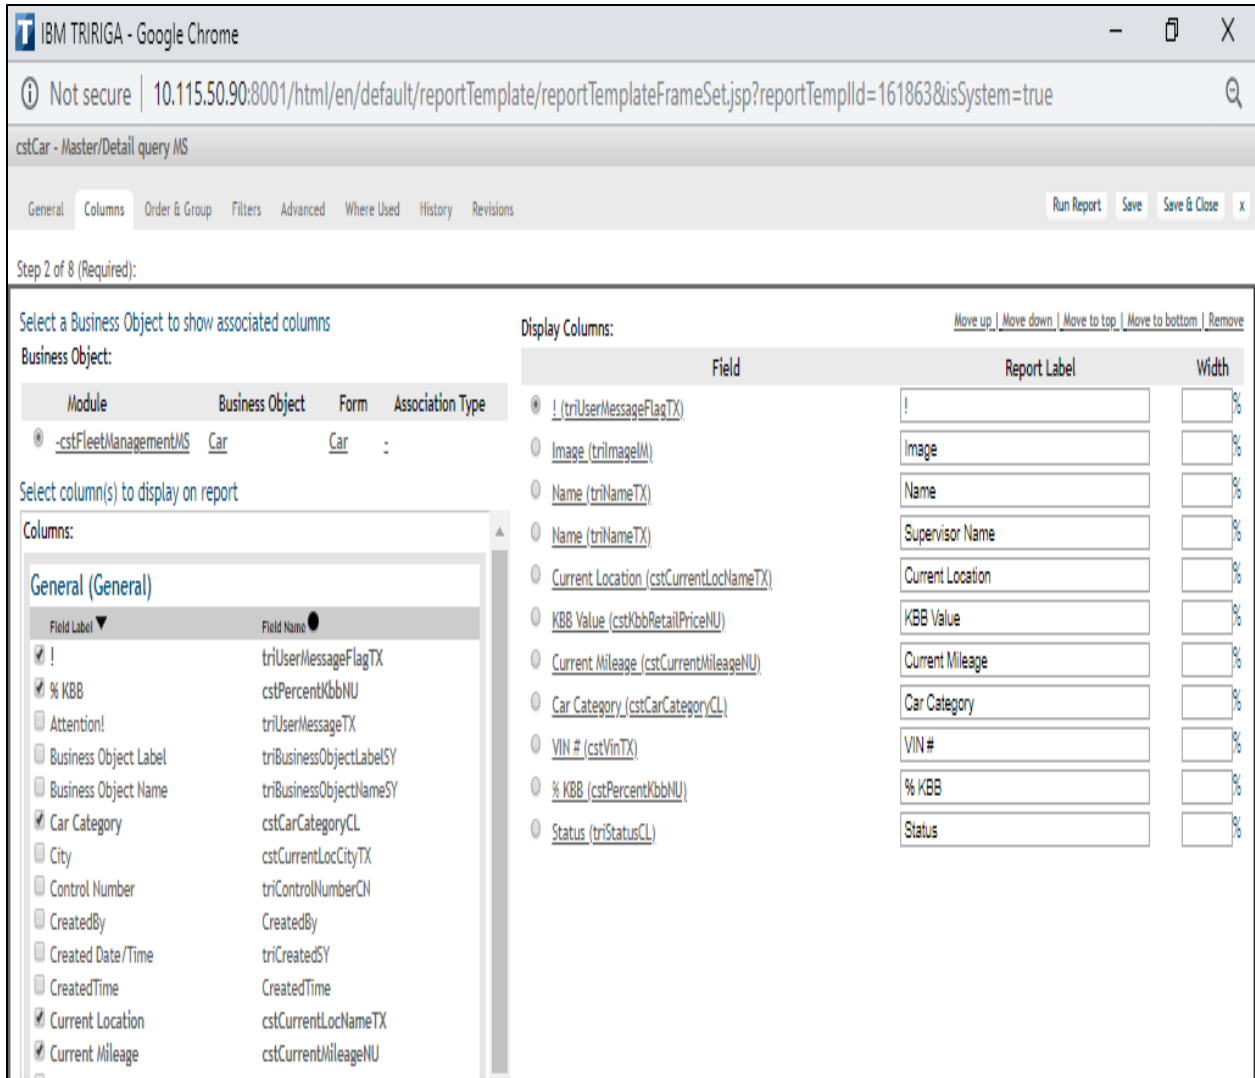 IBM TRIRIGA - Google Chrome
Not secure | 10.115.50.90:8001/html/en/default/reportTemplate/reportTemplateFrameSet.jsp?reportTemplId=161863&isSystem=true
cstCar - Master/Detail query MS
General Columns Order & Group Filters Advanced Where Used History Revisions Run Report Save Save & Close x
Step 2 of 8 (Required):
Select a Business Object to show associated columns
Business Object:
Module Business Object Form Association Type
-cstFleetManagementMS Car Car -
Select column(s) to display on report
Columns:
General (General)
Field Label Field Name
! triUserMessageFlagTX
% KBB cstPercentKbbNU
Attention! triUserMessageTX
Business Object Label triBusinessObjectLabelSY
Business Object Name triBusinessObjectNameSY
Car Category cstCarCategoryCL
City cstCurrentLocCityTX
Control Number triControlNumberCN
CreatedBy CreatedBy
Created Date/Time triCreatedSY
CreatedTime CreatedTime
Current Location cstCurrentLocNameTX
Current Mileage cstCurrentMileageNU
Display Columns: Move up | Move down | Move to top | Move to bottom | Remove
Field Report Label Width
! (triUserMessageFlagTX) ! %
Image (triImageIM) Image %
Name (triNameTX) Name %
Name (triNameTX) Supervisor Name %
Current Location (cstCurrentLocNameTX) Current Location %
KBB Value (cstKbbRetailPriceNU) KBB Value %
Current Mileage (cstCurrentMileageNU) Current Mileage %
Car Category (cstCarCategoryCL) Car Category %
VIN # (cstVinTX) VIN # %
% KBB (cstPercentKbbNU) % KBB %
Status (triStatusCL) Status %